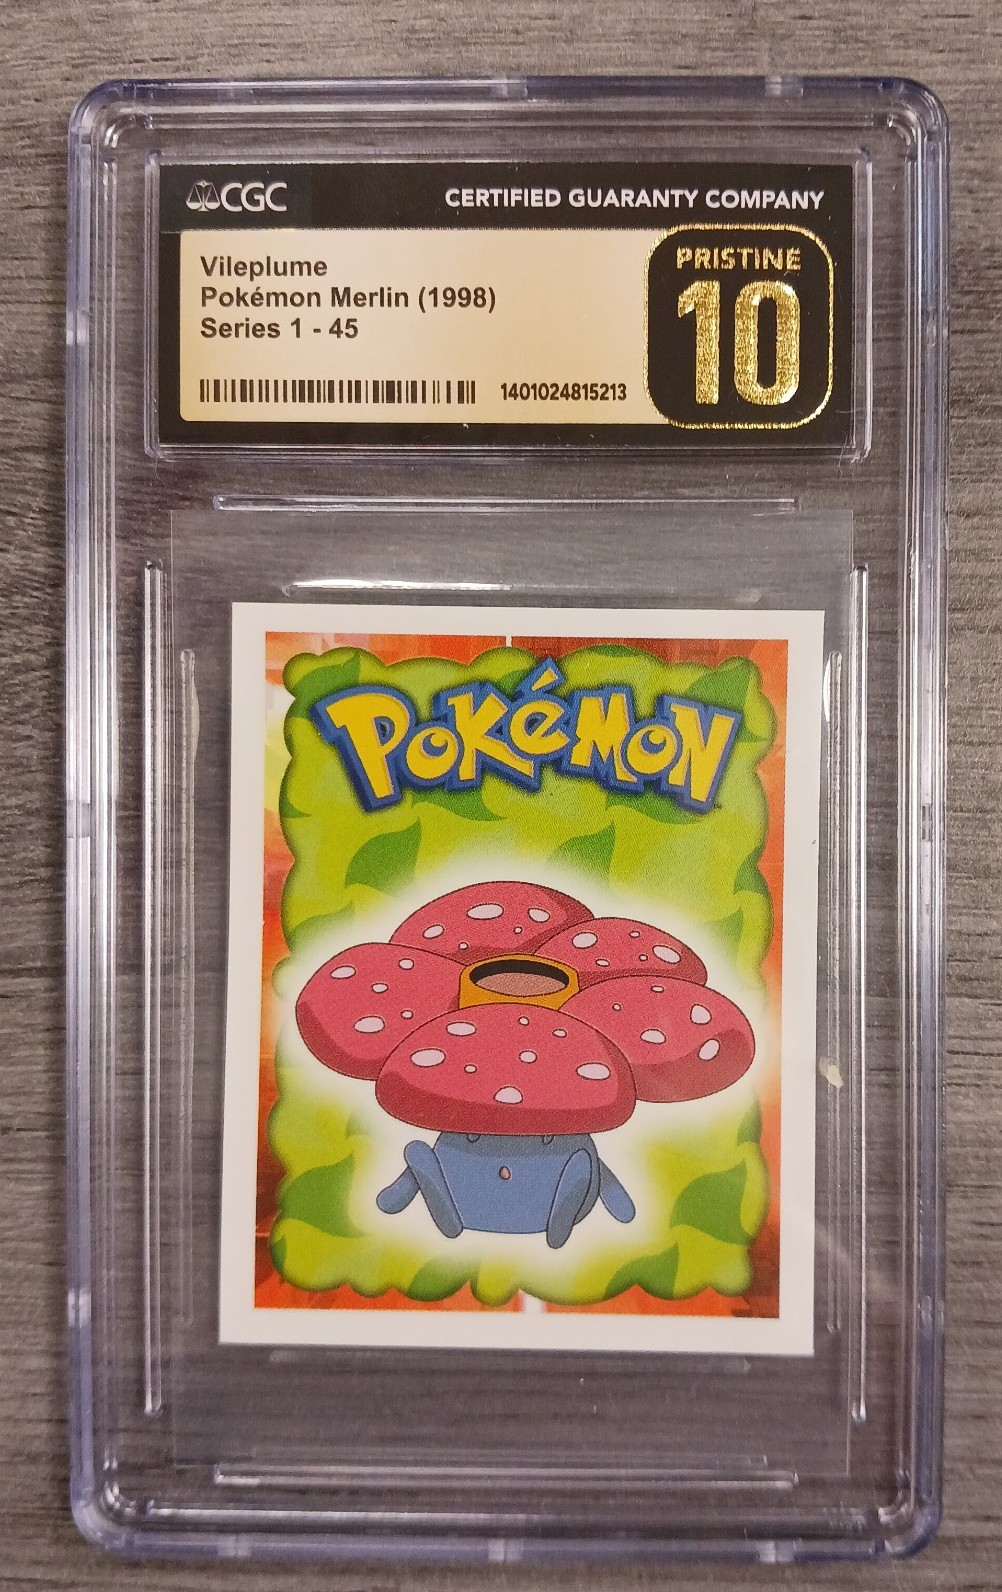 CGC
CERTIFIED GUARANTY COMPANY
Vileplume
Pokémon Merlin (1998)
Series 1 - 45
1401024815213
PRISTINE
10
POKéMON